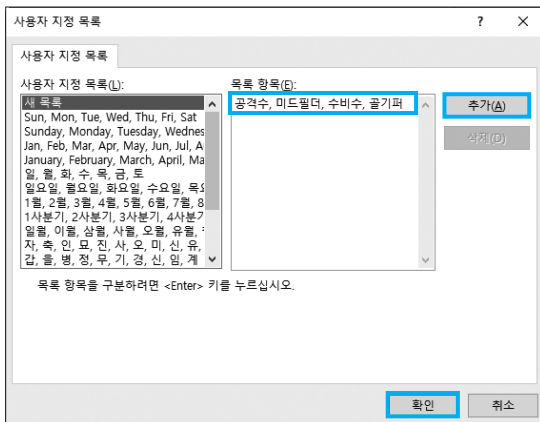 사용자 지정 목록 ? ×
사용자 지정 목록
사용자 지정 목록(L):
새 목록
Sun, Mon, Tue, Wed, Thu, Fri, Sat
Sunday, Monday, Tuesday, Wednes
Jan, Feb, Mar, Apr, May, Jun, Jul, A
January, February, March, April, Ma
일, 월, 화, 수, 목, 금, 토
일요일, 월요일, 화요일, 수요일, 목
1월, 2월, 3월, 4월, 5월, 6월, 7월, 8
1사분기, 2사분기, 3사분기, 4사분기
일월, 이월, 삼월, 사월, 오월, 유월,
자, 축, 인, 묘, 진, 사, 오, 미, 신, 유,
갑, 을, 병, 정, 무, 기, 경, 신, 임, 계
목록 항목(E):
공격수, 미드필더, 수비수, 골기퍼
추가(A)
삭제(D)
목록 항목을 구분하려면 <Enter> 키를 누르십시오.
확인
취소